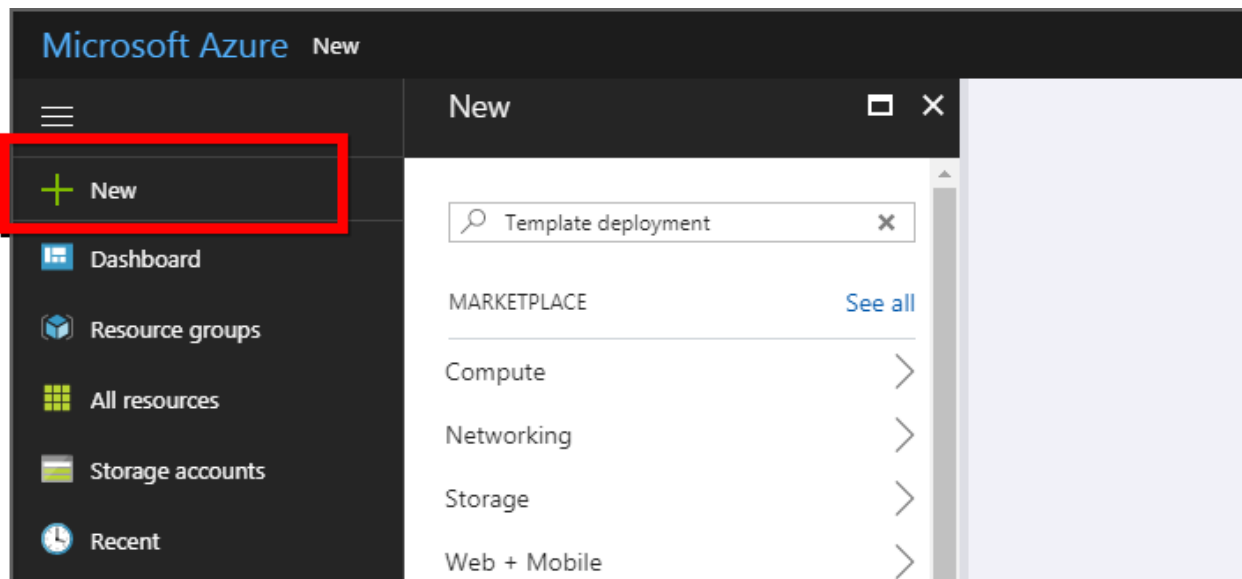 Microsoft Azure New
New
Dashboard
Resource groups
All resources
Storage accounts
Recent
New
Template deployment
MARKETPLACE See all
Compute
Networking
Storage
Web + Mobile